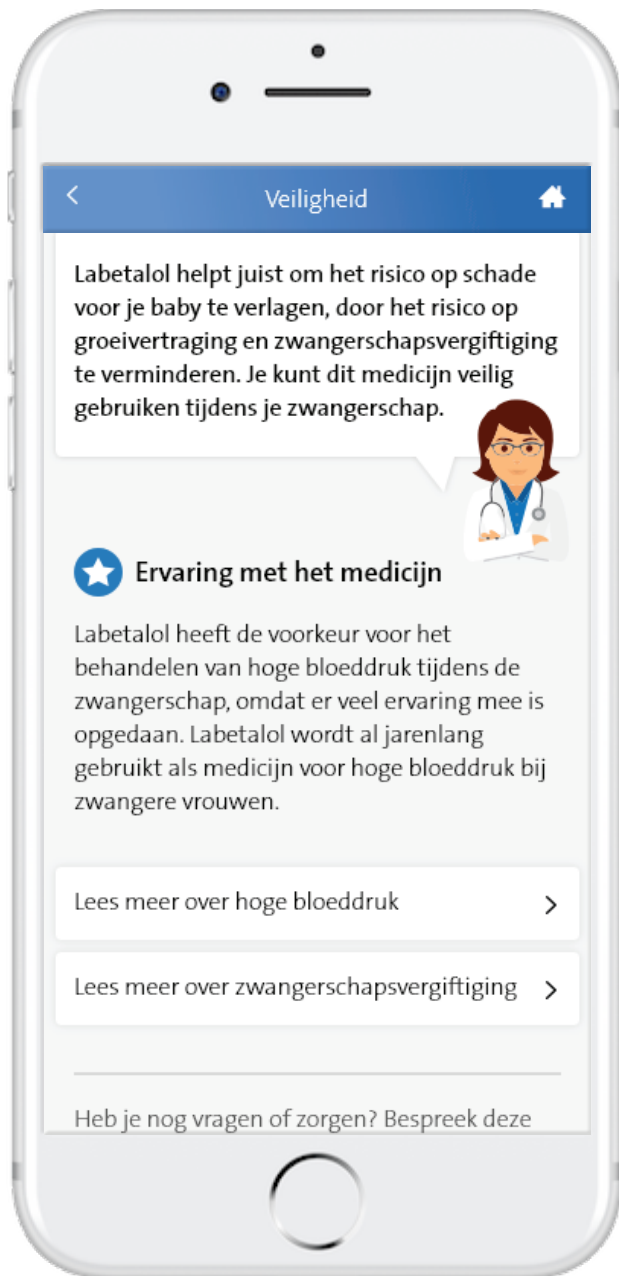 Veiligheid
Labetalol helpt juist om het risico op schade
voor je baby te verlagen, door het risico op
groeivertraging en zwangerschapsvergiftiging
te verminderen. Je kunt dit medicijn veilig
gebruiken tijdens je zwangerschap.
Ervaring met het medicijn
Labetalol heeft de voorkeur voor het
behandelen van hoge bloeddruk tijdens de
zwangerschap, omdat er veel ervaring mee is
opgedaan. Labetalol wordt al jarenlang
gebruikt als medicijn voor hoge bloeddruk bij
zwangere vrouwen.
Lees meer over hoge bloeddruk
Lees meer over zwangerschapsvergiftiging
Heb je nog vragen of zorgen? Bespreek deze